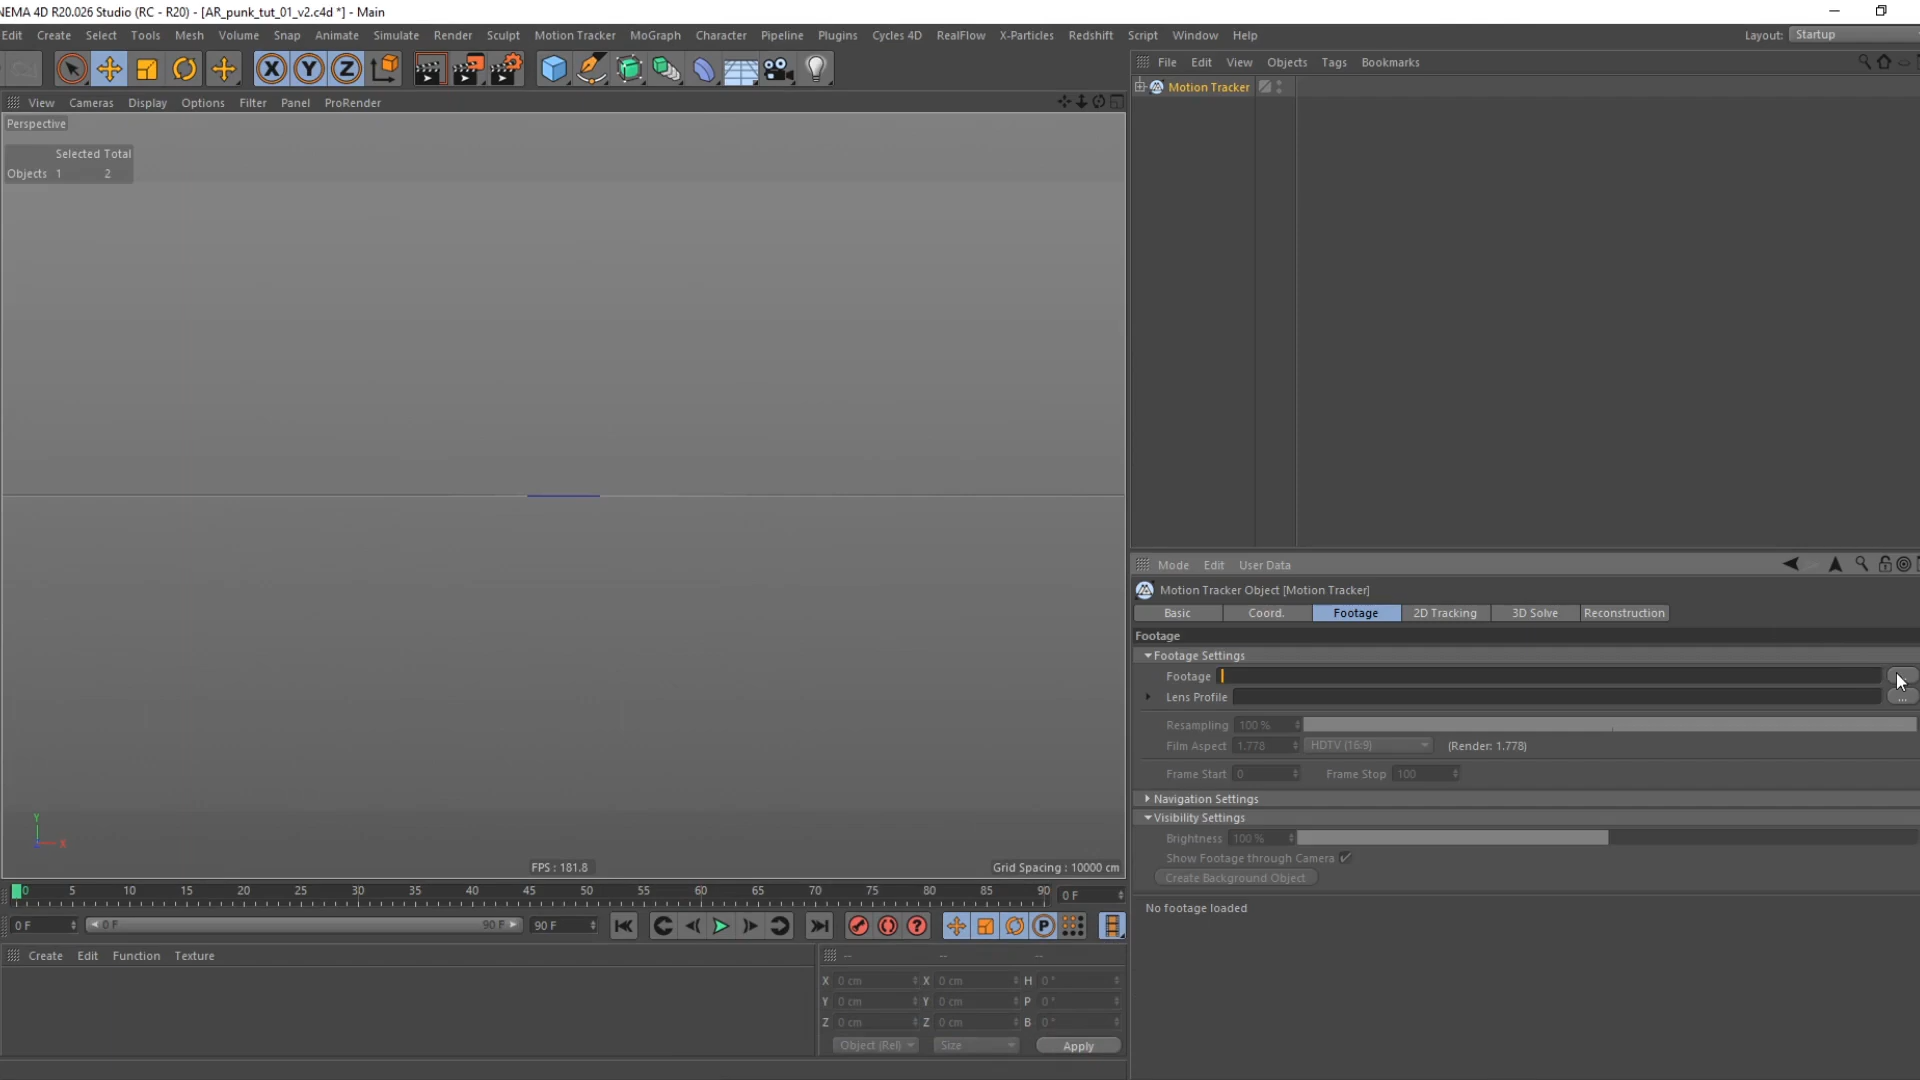 NEMA 4D R20.026 Studio (RC - R20) - [AR_punk_tut_01_v2.c4d *] - Main
Edit Create Select Tools Mesh Volume Snap Animate Simulate Render Sculpt Motion Tracker MoGraph Character Pipeline Plugins Cycles 4D RealFlow X-Particles Redshift Script Window Help Layout: Startup
X Y Z
File Edit View Objects Tags Bookmarks
Motion Tracker
View Cameras Display Options Filter Panel ProRender
Perspective
Selected Total
Objects 1 2
Y
X
FPS : 181.8 Grid Spacing : 10000 cm
0 5 10 15 20 25 30 35 40 45 50 55 60 65 70 75 80 85 90 0 F
0 F 0 F 90 F 90 F P
Create Edit Function Texture
-- -- --
X 0 cm X 0 cm H 0 °
Y 0 cm Y 0 cm P 0 °
Z 0 cm Z 0 cm B 0 °
Object (Rel) Size Apply
Mode Edit User Data
Motion Tracker Object [Motion Tracker]
Basic Coord. Footage 2D Tracking 3D Solve Reconstruction
Footage
Footage Settings
Footage
Lens Profile ...
Resampling 100 %
Film Aspect 1.778 HDTV (16:9) (Render: 1.778)
Frame Start 0 Frame Stop 100
Navigation Settings
Visibility Settings
Brightness 100 %
Show Footage through Camera
Create Background Object
No footage loaded